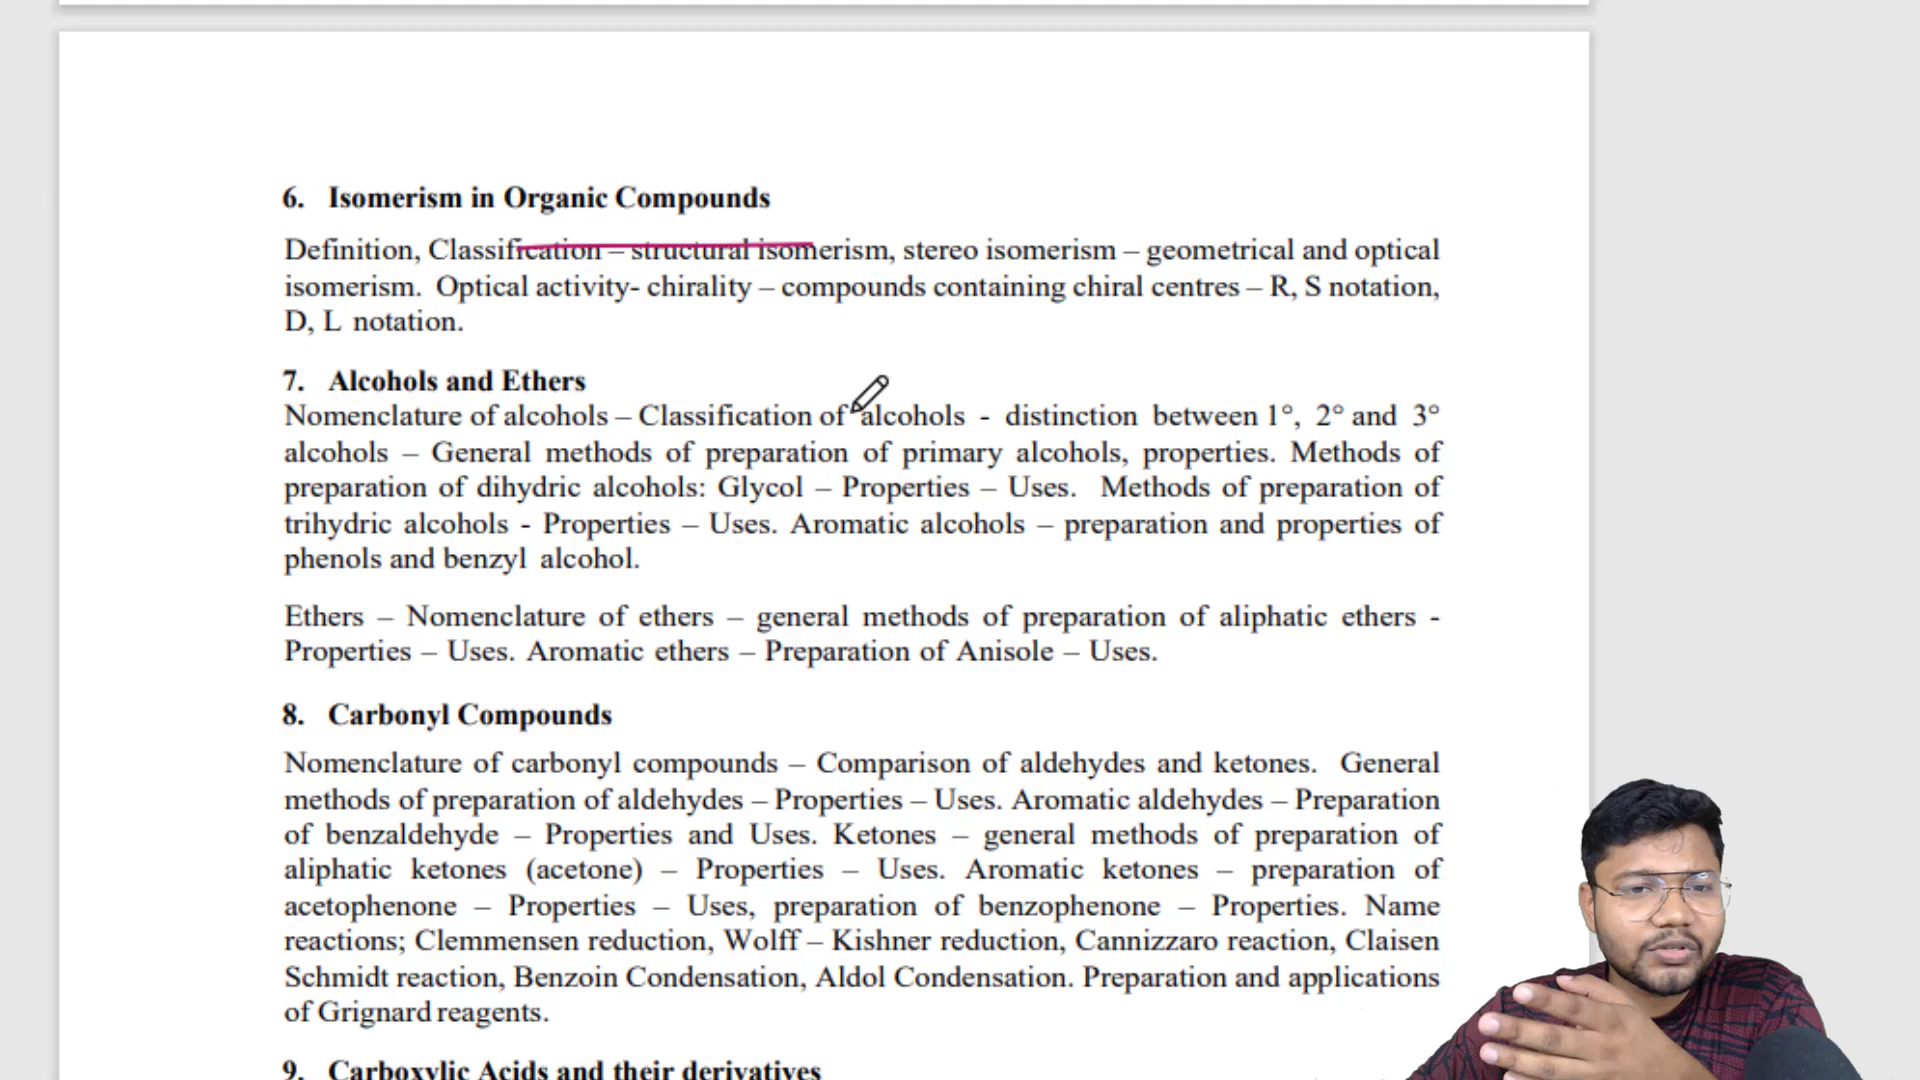 6. Isomerism in Organic Compounds
Definition, Classification – structural isomerism, stereo isomerism – geometrical and optical
isomerism. Optical activity- chirality – compounds containing chiral centres – R, S notation,
D, L notation.
7. Alcohols and Ethers
Nomenclature of alcohols – Classification of alcohols - distinction between 1°, 2° and 3°
alcohols – General methods of preparation of primary alcohols, properties. Methods of
preparation of dihydric alcohols: Glycol – Properties – Uses. Methods of preparation of
trihydric alcohols - Properties – Uses. Aromatic alcohols – preparation and properties of
phenols and benzyl alcohol.
Ethers – Nomenclature of ethers – general methods of preparation of aliphatic ethers -
Properties – Uses. Aromatic ethers – Preparation of Anisole – Uses.
8. Carbonyl Compounds
Nomenclature of carbonyl compounds – Comparison of aldehydes and ketones. General
methods of preparation of aldehydes – Properties – Uses. Aromatic aldehydes – Preparation
of benzaldehyde – Properties and Uses. Ketones – general methods of preparation of
aliphatic ketones (acetone) – Properties – Uses. Aromatic ketones – preparation of
acetophenone – Properties – Uses, preparation of benzophenone – Properties. Name
reactions; Clemmensen reduction, Wolff – Kishner reduction, Cannizzaro reaction, Claisen
Schmidt reaction, Benzoin Condensation, Aldol Condensation. Preparation and applications
of Grignard reagents.
9. Carboxylic Acids and their derivatives